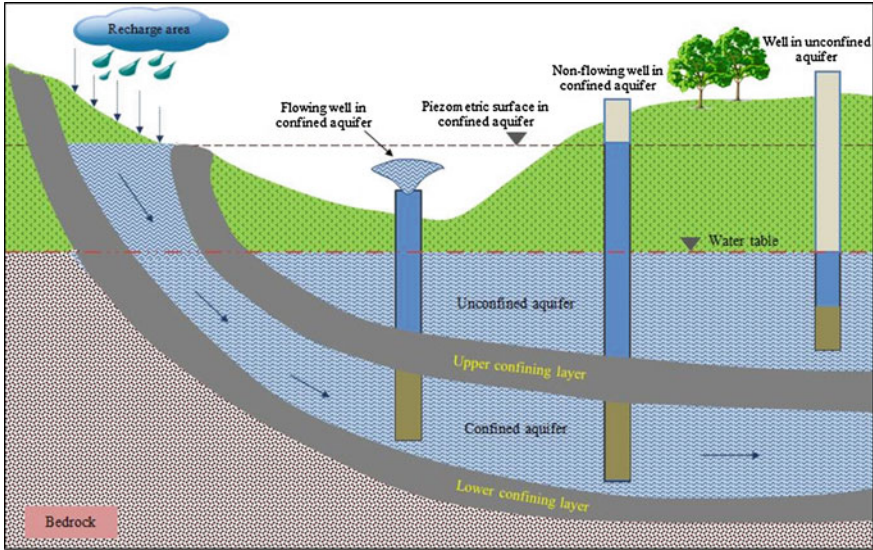 Recharge area
Well in unconfined
aquifer
Non-flowing well in
confined aquifer
Flowing well in
confined aquifer
Piezometric surface in
confined aquifer
Water table
Unconfined aquifer
Upper confining layer
Confined aquifer
Lower confining layer
Bedrock